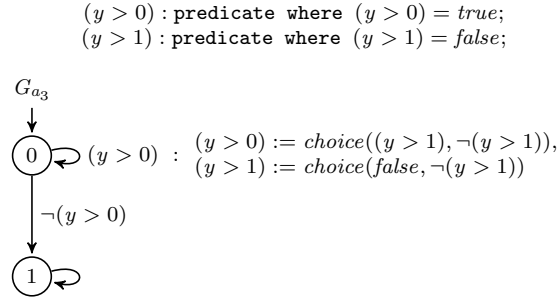 (y > 0) : predicate where (y > 0) = true;
(y > 1) : predicate where (y > 1) = false;
G_{a_3}
0
(y > 0) : (y > 0) := choice((y > 1), ¬(y > 1)),
(y > 1) := choice(false, ¬(y > 1))
¬(y > 0)
1